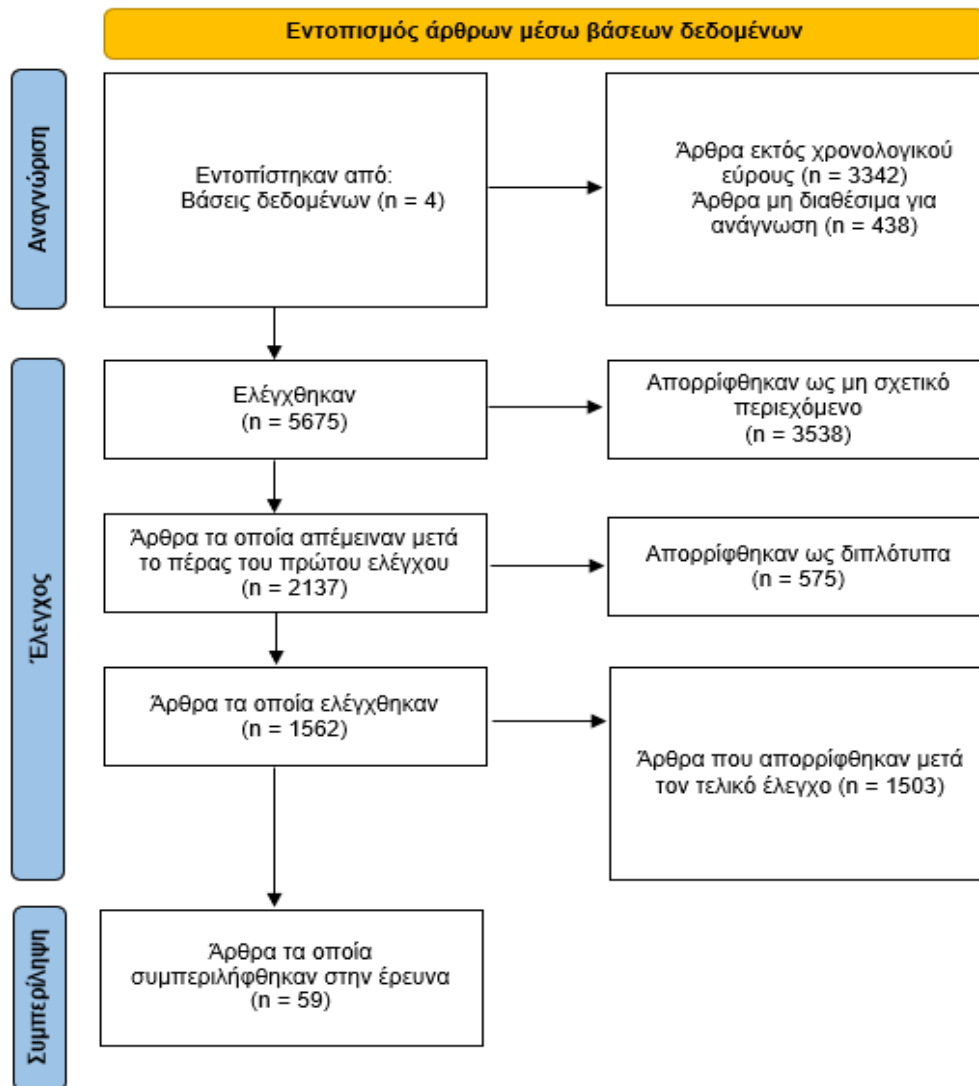 Εντοπισμός άρθρων μέσω βάσεων δεδομένων
Αναγνώριση
Εντοπίστηκαν από:
Βάσεις δεδομένων (n = 4)
Άρθρα εκτός χρονολογικού
εύρους (n = 3342)
Άρθρα μη διαθέσιμα για
ανάγνωση (n = 438)
Έλεγχος
Ελέγχθηκαν
(n = 5675)
Απορρίφθηκαν ως μη σχετικό
περιεχόμενο
(n = 3538)
Άρθρα τα οποία απέμειναν μετά
το πέρας του πρώτου ελέγχου
(n = 2137)
Απορρίφθηκαν ως διπλότυπα
(n = 575)
Άρθρα τα οποία ελέγχθηκαν
(n = 1562)
Άρθρα που απορρίφθηκαν μετά
τον τελικό έλεγχο (n = 1503)
Συμπερίληψη
Άρθρα τα οποία
συμπεριλήφθηκαν στην έρευνα
(n = 59)